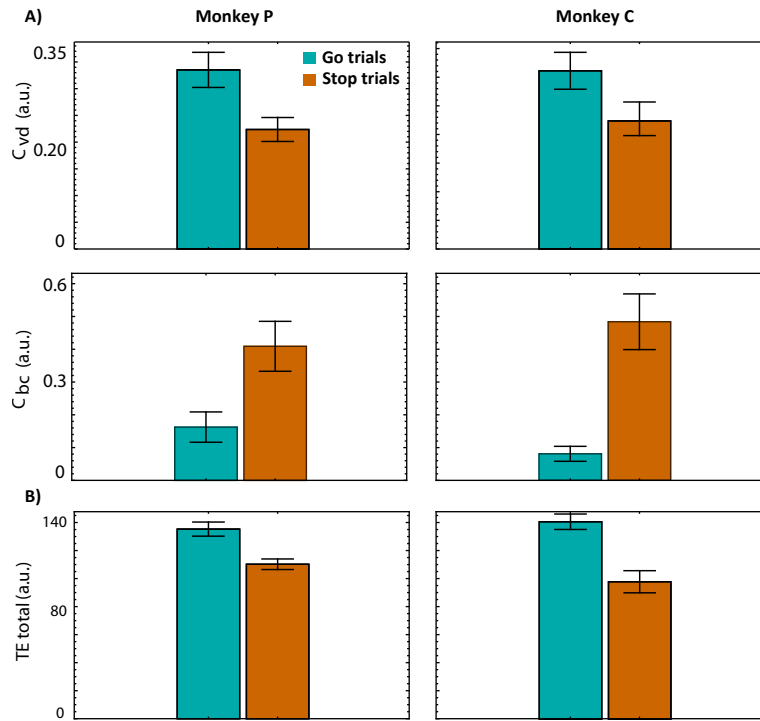 A) Monkey P Monkey C
Go trials
Stop trials
C vd (a.u.)
0.35
0.20
0
C bc (a.u.)
0.6
0.3
0
B)
TE total (a.u.)
140
80
0